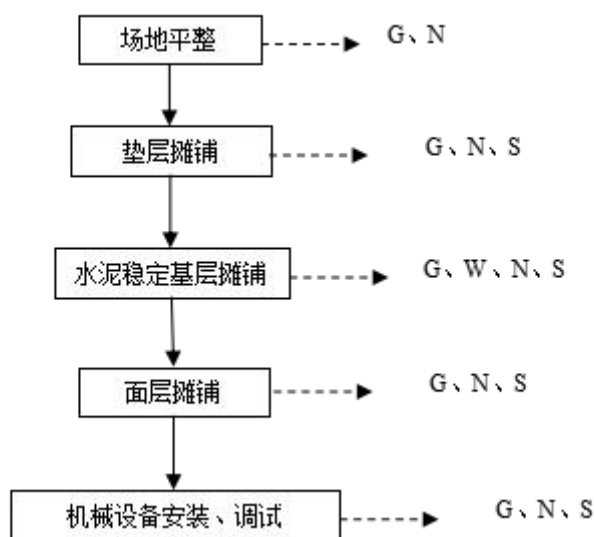 场地平整
G、N
垫层摊铺
G、N、S
水泥稳定基层摊铺
G、W、N、S
面层摊铺
G、N、S
机械设备安装、调试
G、N、S